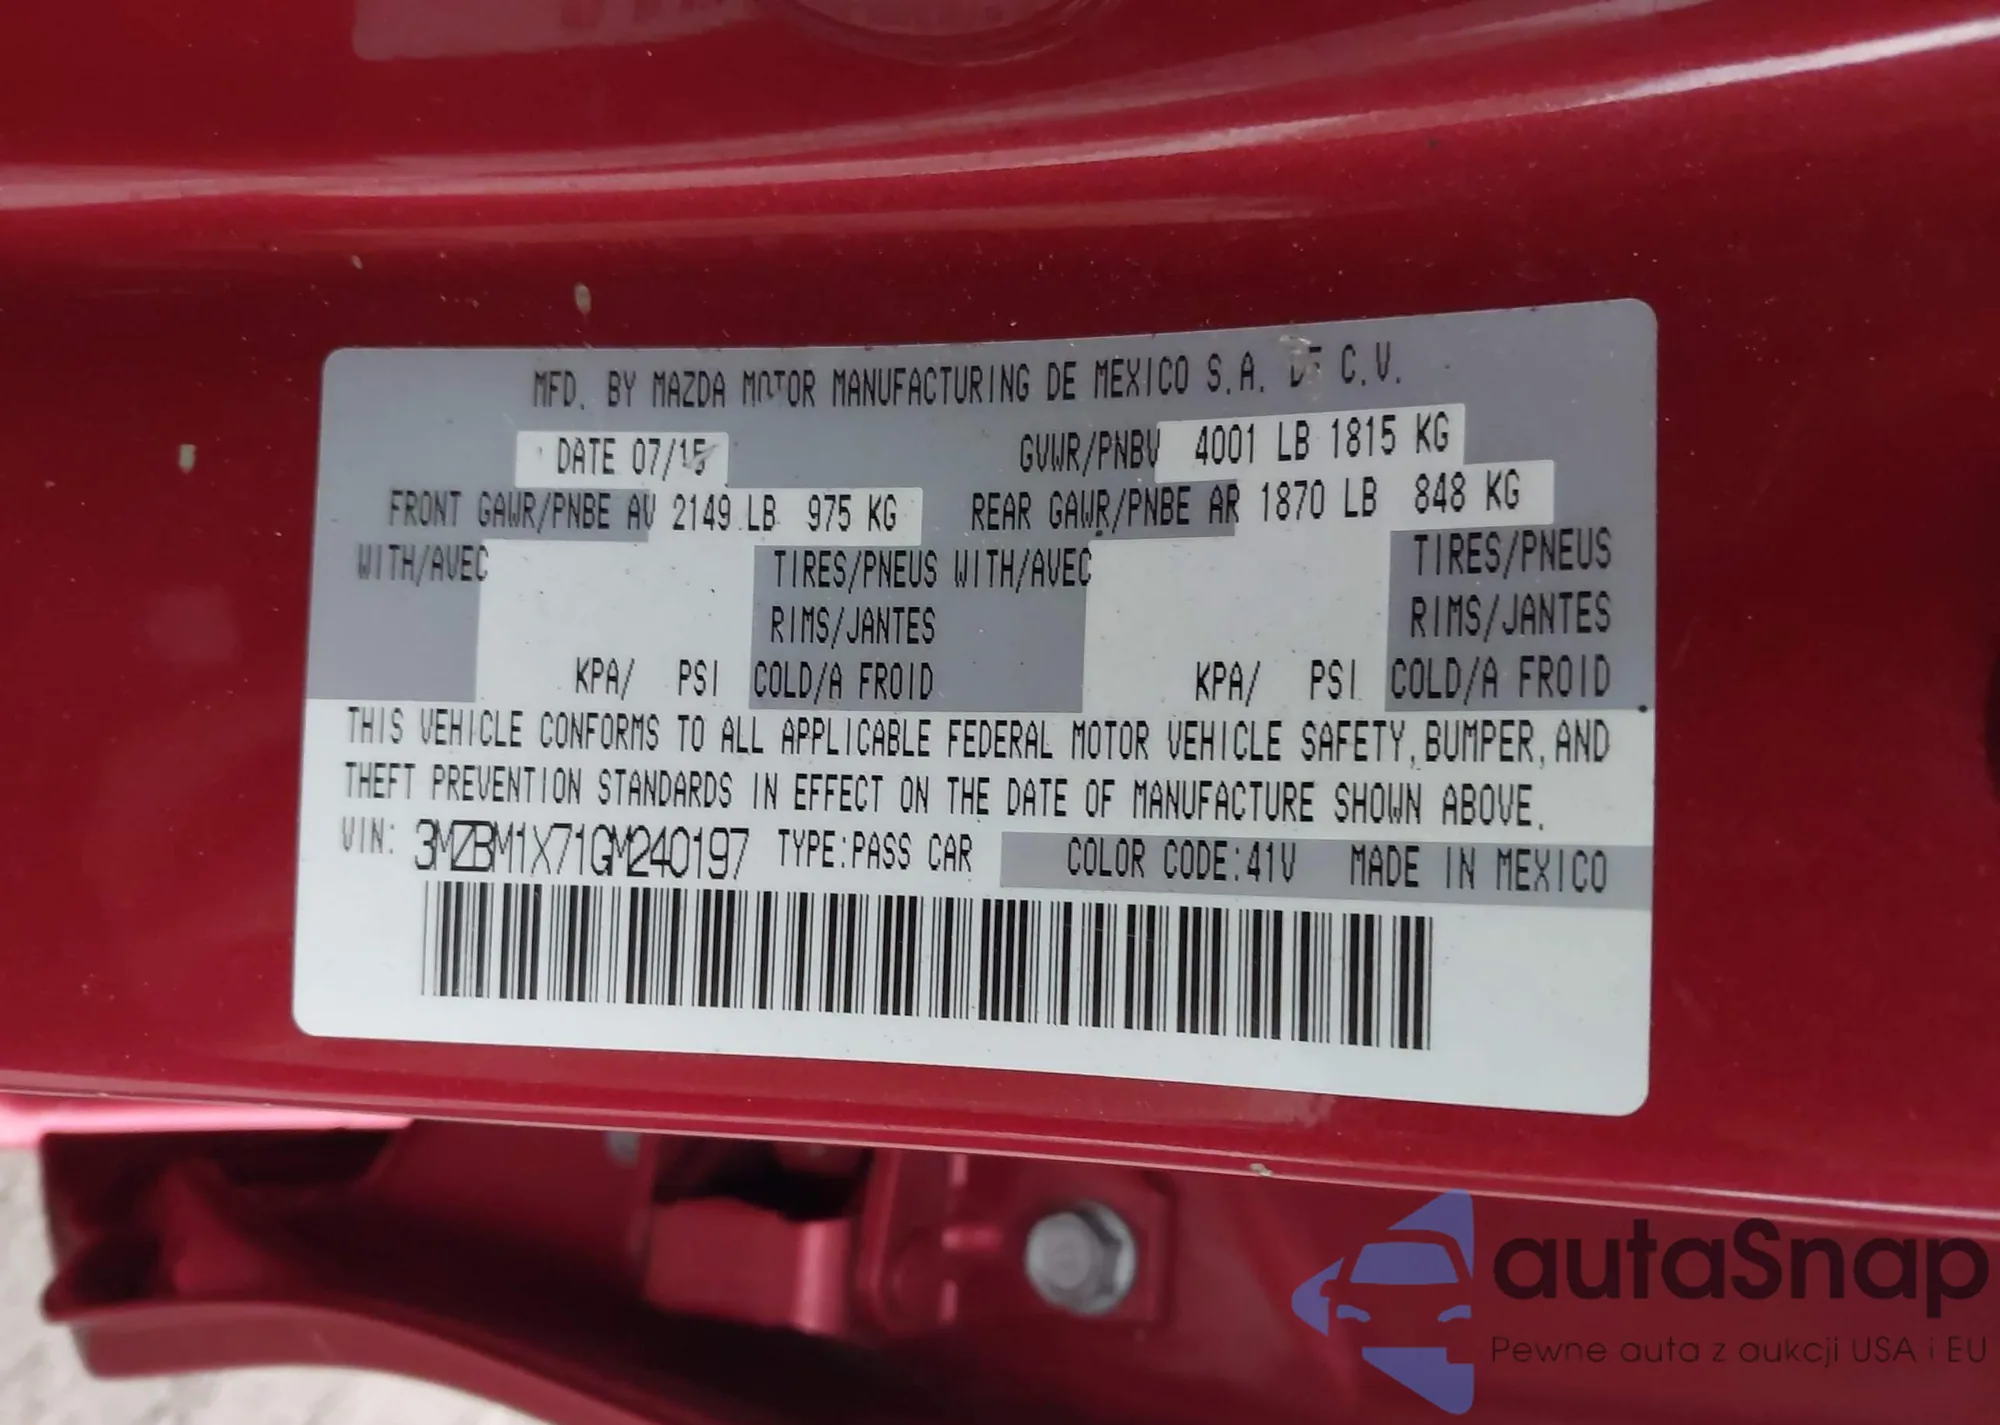 MFD. BY MAZDA MOTOR MANUFACTURING DE MEXICO S.A. DE C.V.
DATE 07/15 GVWR/PNBV 4001 LB 1815 KG
FRONT GAWR/PNBE AV 2149 LB 975 KG REAR GAWR/PNBE AR 1870 LB 848 KG
WITH/AVEC TIRES/PNEUS WITH/AVEC TIRES/PNEUS
RIMS/JANTES RIMS/JANTES
KPA/ PSI COLD/A FROID KPA/ PSI COLD/A FROID
THIS VEHICLE CONFORMS TO ALL APPLICABLE FEDERAL MOTOR VEHICLE SAFETY, BUMPER, AND
THEFT PREVENTION STANDARDS IN EFFECT ON THE DATE OF MANUFACTURE SHOWN ABOVE.
VIN: 3MZBM1X71GM240197 TYPE:PASS CAR COLOR CODE:41V MADE IN MEXICO
autaSnap
Pewne auta z aukcji USA i EU